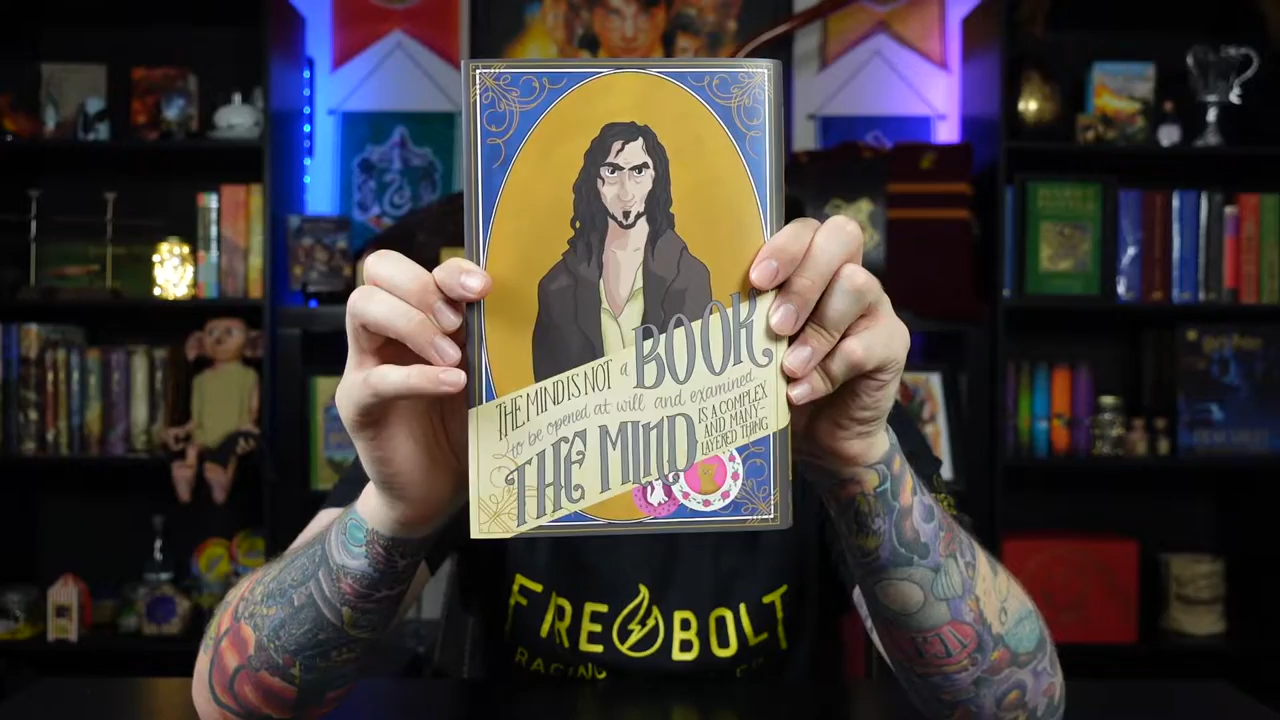 THE MIND IS NOT a BOOK
to be opened at will and examined
THE MIND IS A COMPLEX
AND MANY-
LAYERED THING
FIREBOLT
RACING